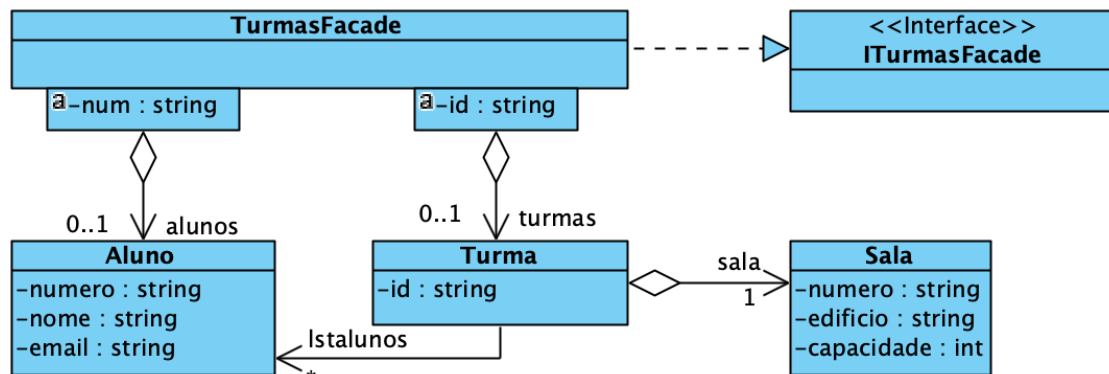 TurmasFacade
<<Interface>>
ITurmasFacade
a -num : string
a -id : string
0..1
alunos
0..1
turmas
Aluno
-numero : string
-nome : string
-email : string
Turma
-id : string
sala
1
Sala
-numero : string
-edificio : string
-capacidade : int
lstalunos
*